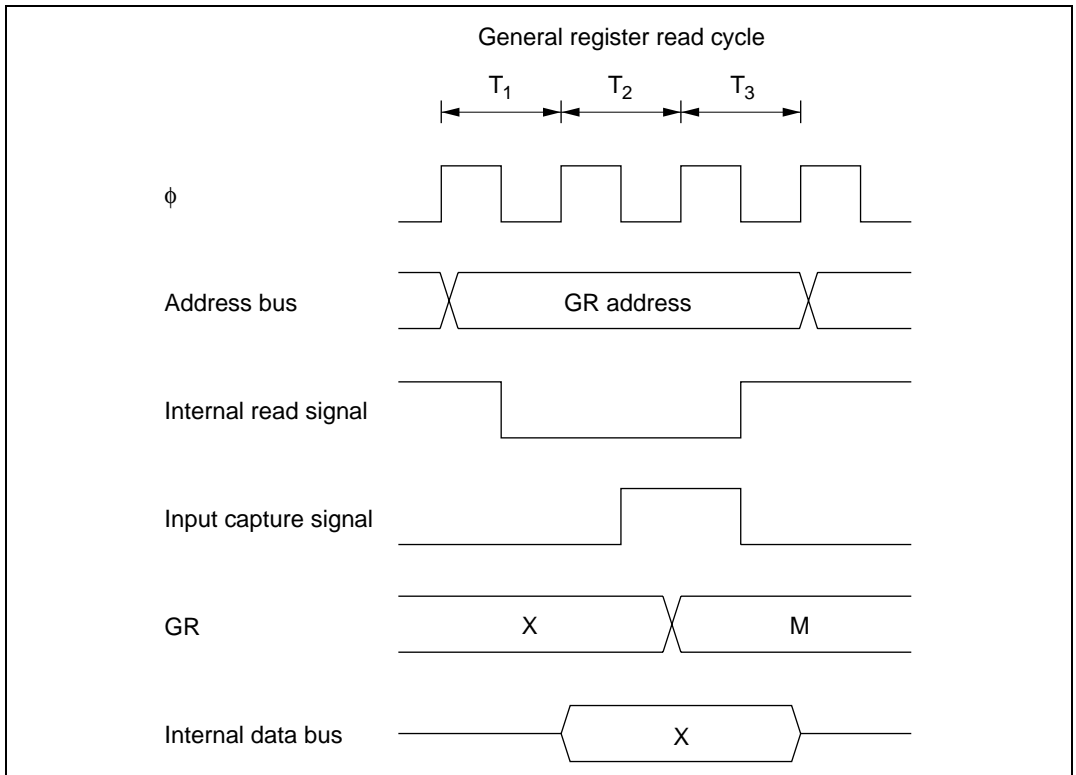 General register read cycle
T1 T2 T3
φ
Address bus GR address
Internal read signal
Input capture signal
GR X M
Internal data bus X